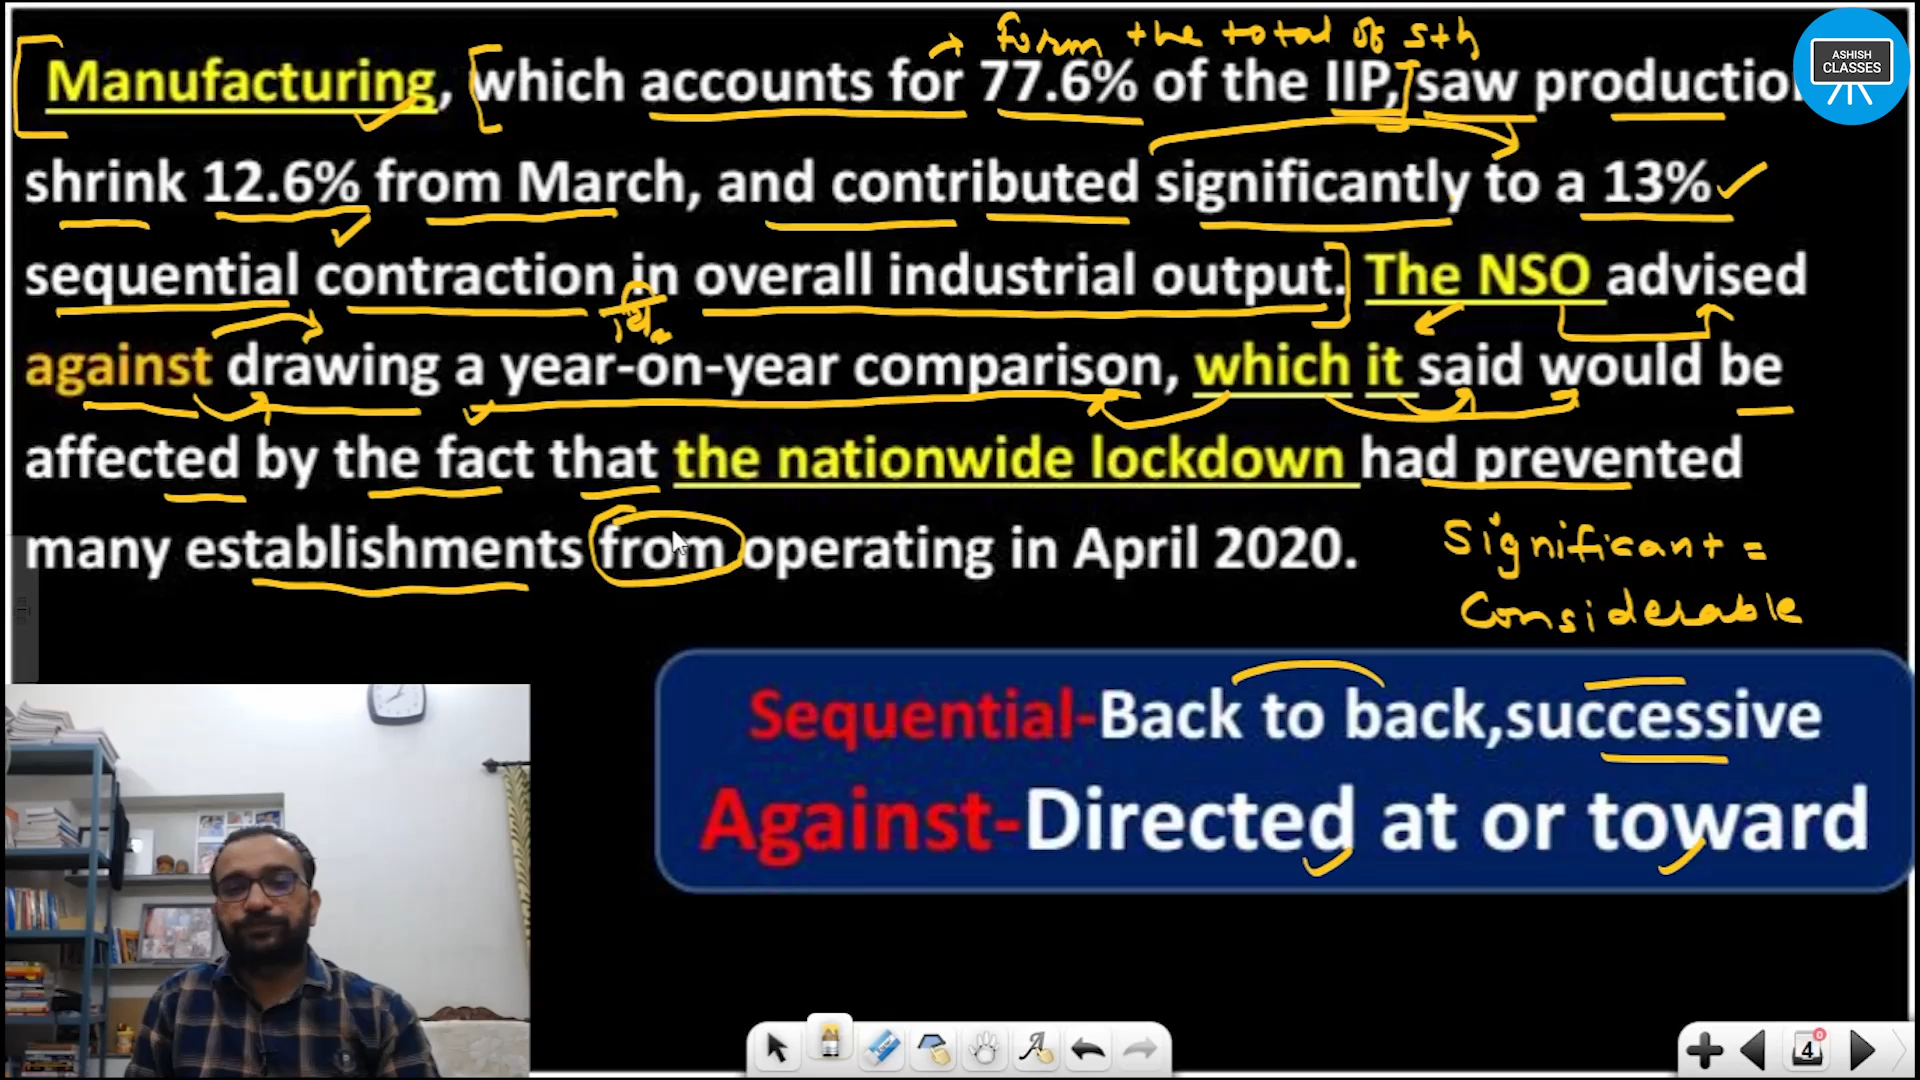 form the total of sth
ASHISH
CLASSES
Manufacturing, which accounts for 77.6% of the IIP, saw production
shrink 12.6% from March, and contributed significantly to a 13%
sequential contraction in overall industrial output. The NSO advised
against drawing a year-on-year comparison, which it said would be
affected by the fact that the nationwide lockdown had prevented
many establishments from operating in April 2020.
Significant =
Considerable
Sequential-Back to back,successive
Against-Directed at or toward
4